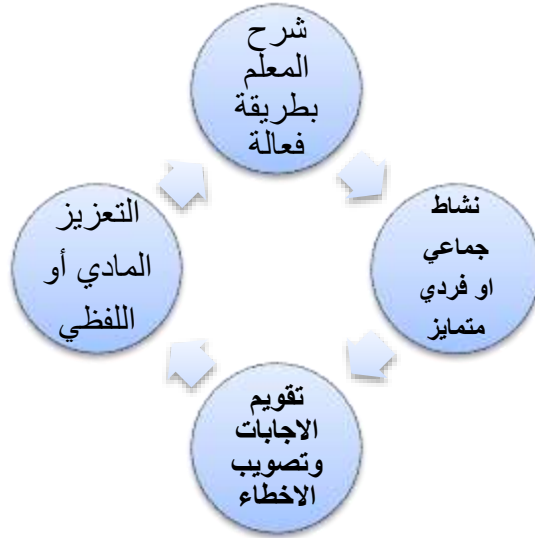 شرح
المعلم
بطريقة
فعالة
نشاط
جماعي
او فردي
متمايز
تقويم
الاجابات
وتصويب
الاخطاء
التعزيز
المادي أو
اللفظي